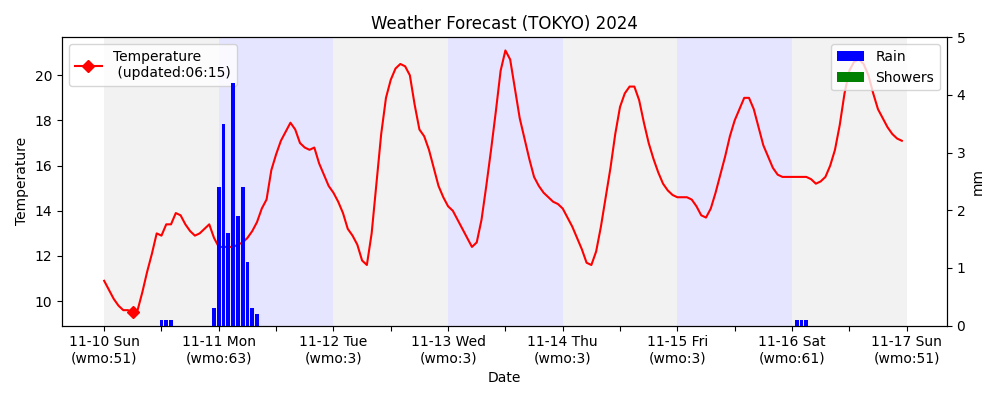 Weather Forecast (TOKYO) 2024
Temperature
(updated:06:15)
Rain
Showers
Temperature
20
18
16
14
12
10
5
4
3
2
1
0
mm
11-10 Sun
(wmo:51)
11-11 Mon
(wmo:63)
11-12 Tue
(wmo:3)
11-13 Wed
(wmo:3)
11-14 Thu
(wmo:3)
11-15 Fri
(wmo:3)
11-16 Sat
(wmo:61)
11-17 Sun
(wmo:51)
Date